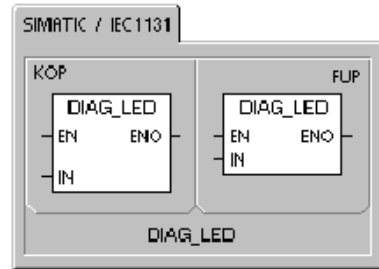 SIMATIC / IEC1131
KOP
FUP
DIAG_LED
EN ENO
IN
DIAG_LED
EN ENO
IN
DIAG_LED